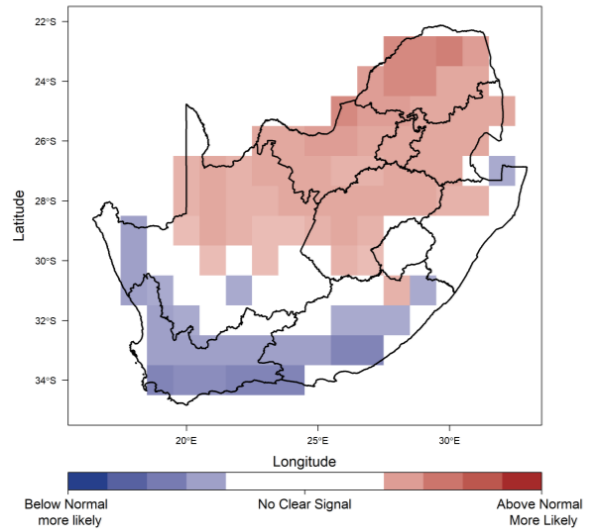 22°S
24°S
26°S
28°S
30°S
32°S
34°S
Latitude
20°E 25°E 30°E
Longitude
Below Normal
more likely
No Clear Signal
Above Normal
More Likely